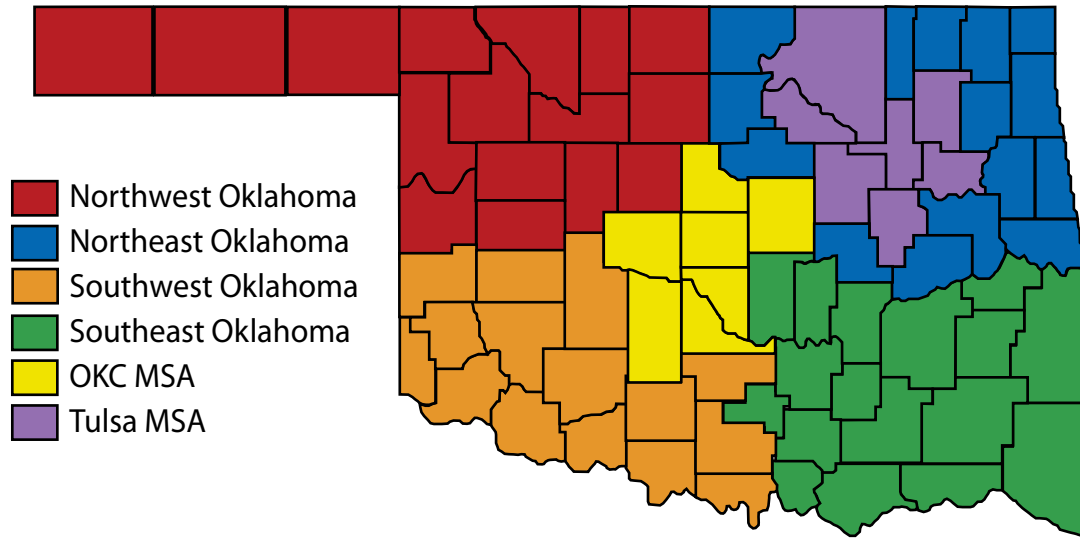 Northwest Oklahoma
Northeast Oklahoma
Southwest Oklahoma
Southeast Oklahoma
OKC MSA
Tulsa MSA